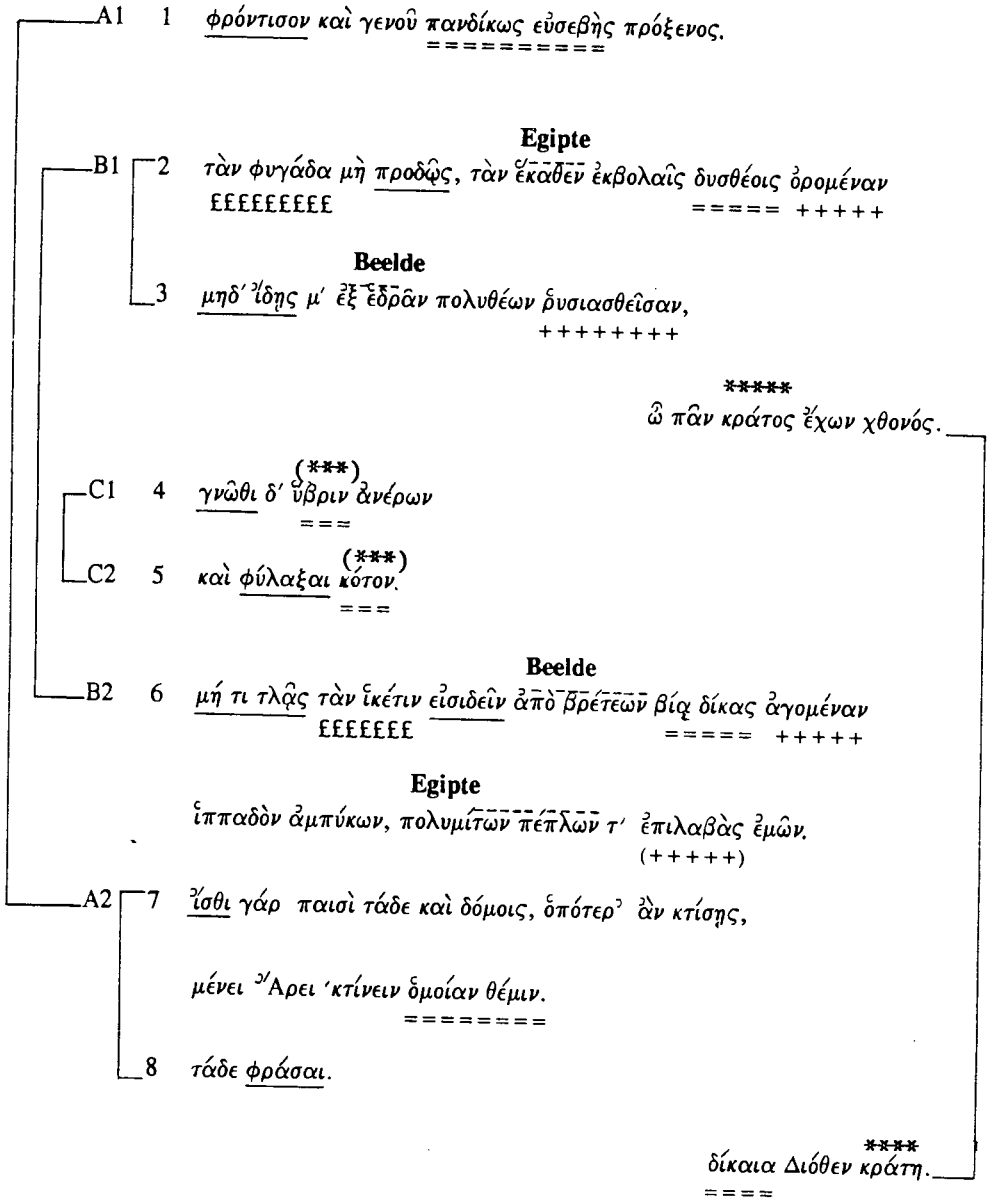 A1 1 φρόντισον καὶ γενοῦ πανδίκως εὐσεβὴς πρόξενος.
==========
Egipte
B1 2 τὰν φυγάδα μὴ προδῷς, τὰν ἕκαθεν ἐκβολαῖς δυσθέοις ὀρομέναν
£££££££££ ===== +++++
Beelde
3 μηδ' ἴδῃς μ' ἐξ ἑδρᾶν πολυθέων ῥυσιασθεῖσαν,
++++++++
*****
ὦ πᾶν κράτος ἔχων χθονός.
(***)
C1 4 γνῶθι δ' ὕβριν ἀνέρων
===
(***)
C2 5 καὶ φύλαξαι κότον.
===
Beelde
B2 6 μή τι τλᾷς τὰν ἱκέτιν εἰσιδεῖν ἀπὸ βρέτεων βίᾳ δίκας ἀγομέναν
£££££££ ===== +++++
Egipte
ἱππαδὸν ἀμπύκων, πολυμίτων πέπλων τ' ἐπιλαβὰς ἐμῶν.
(+++++)
A2 7 ἴσθι γάρ παισὶ τάδε καὶ δόμοις, ὁπότερ' ἂν κτίσῃς,
μένει Ἄρει 'κτίνειν ὁμοίαν θέμιν.
========
8 τάδε φράσαι.
****
δίκαια Διόθεν κράτη.
====